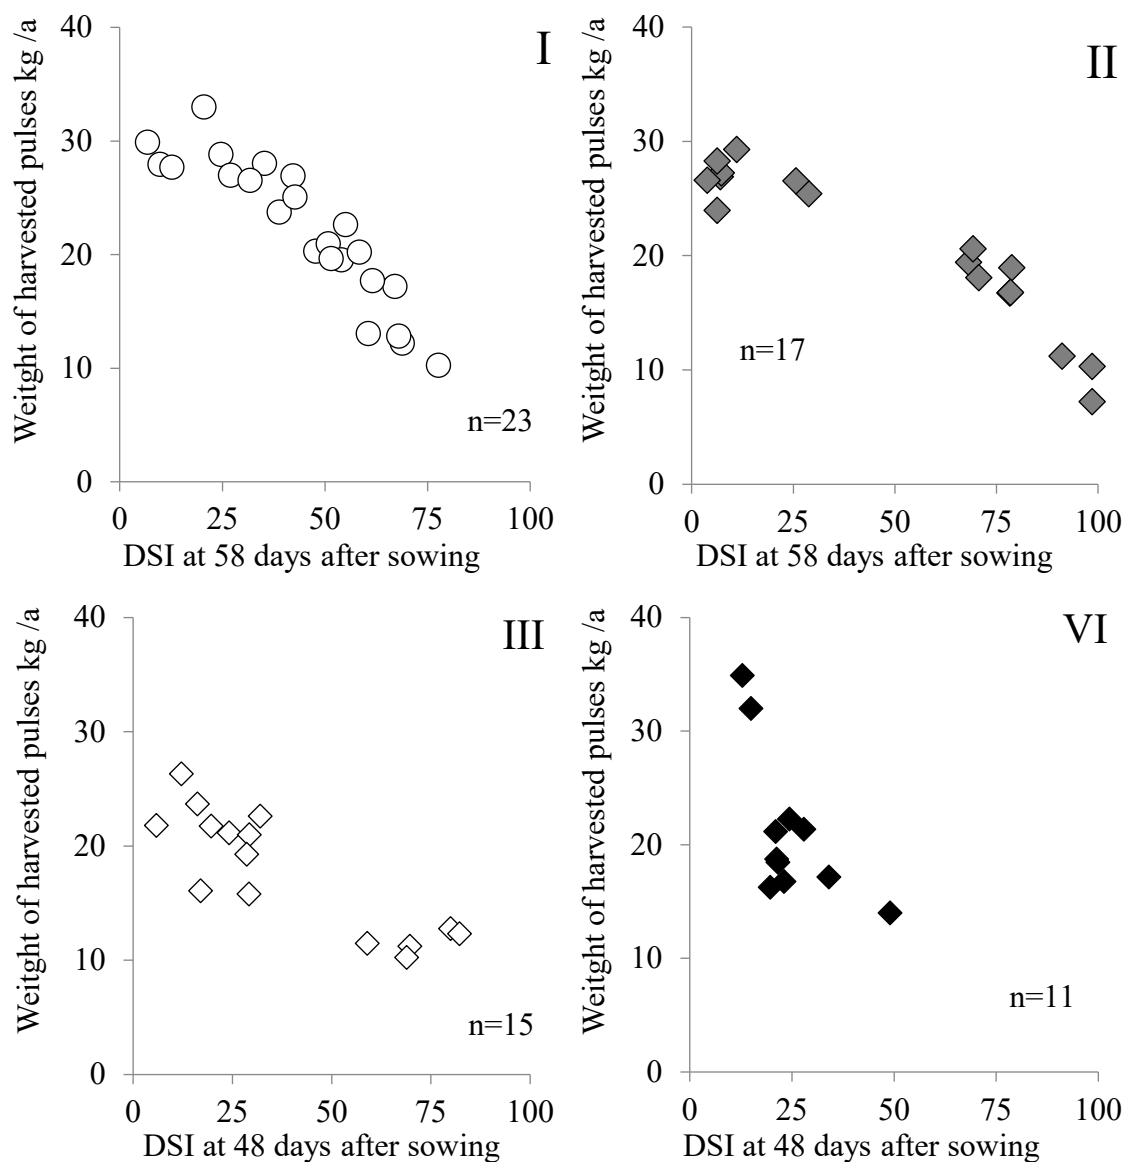 Weitght of harvested pulses kg /a
40
30
20
10
0
I
n=23
0 25 50 75 100
DSI at 58 days after sowing
Weitght of harvested pulses kg /a
40
30
20
10
0
II
n=17
0 25 50 75 100
DSI at 58 days after sowing
Weitght of harvested pulses kg /a
40
30
20
10
0
III
n=15
0 25 50 75 100
DSI at 48 days after sowing
Weitght of harvested pulses kg /a
40
30
20
10
0
VI
n=11
0 25 50 75 100
DSI at 48 days after sowing